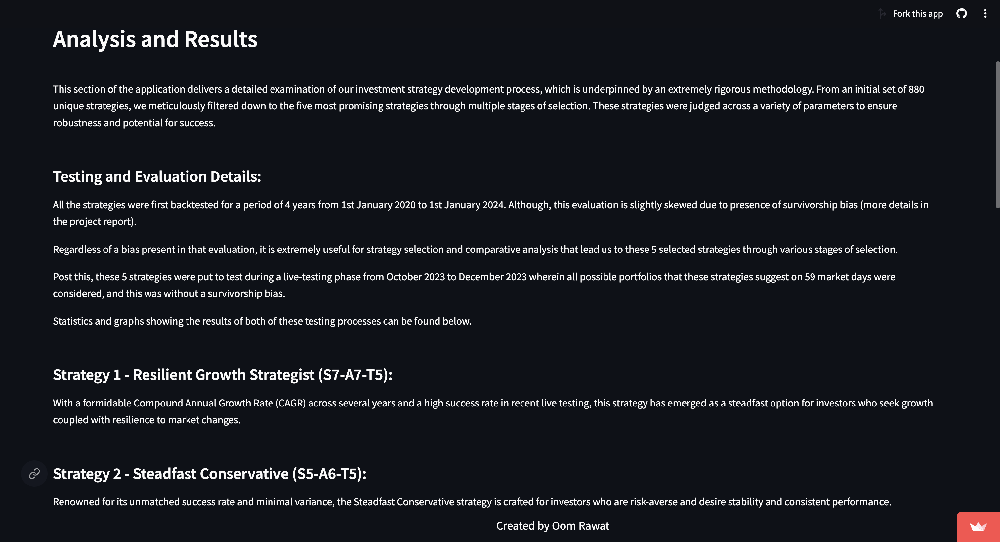 Fork this app
Analysis and Results
This section of the application delivers a detailed examination of our investment strategy development process, which is underpinned by an extremely rigorous methodology. From an initial set of 880
unique strategies, we meticulously filtered down to the five most promising strategies through multiple stages of selection. These strategies were judged across a variety of parameters to ensure
robustness and potential for success.
Testing and Evaluation Details:
All the strategies were first backtested for a period of 4 years from 1st January 2020 to 1st January 2024. Although, this evaluation is slightly skewed due to presence of survivorship bias (more details in
the project report).
Regardless of a bias present in that evaluation, it is extremely useful for strategy selection and comparative analysis that lead us to these 5 selected strategies through various stages of selection.
Post this, these 5 strategies were put to test during a live-testing phase from October 2023 to December 2023 wherein all possible portfolios that these strategies suggest on 59 market days were
considered, and this was without a survivorship bias.
Statistics and graphs showing the results of both of these testing processes can be found below.
Strategy 1 - Resilient Growth Strategist (S7-A7-T5):
With a formidable Compound Annual Growth Rate (CAGR) across several years and a high success rate in recent live testing, this strategy has emerged as a steadfast option for investors who seek growth
coupled with resilience to market changes.
Strategy 2 - Steadfast Conservative (S5-A6-T5):
Renowned for its unmatched success rate and minimal variance, the Steadfast Conservative strategy is crafted for investors who are risk-averse and desire stability and consistent performance.
Created by Oom Rawat